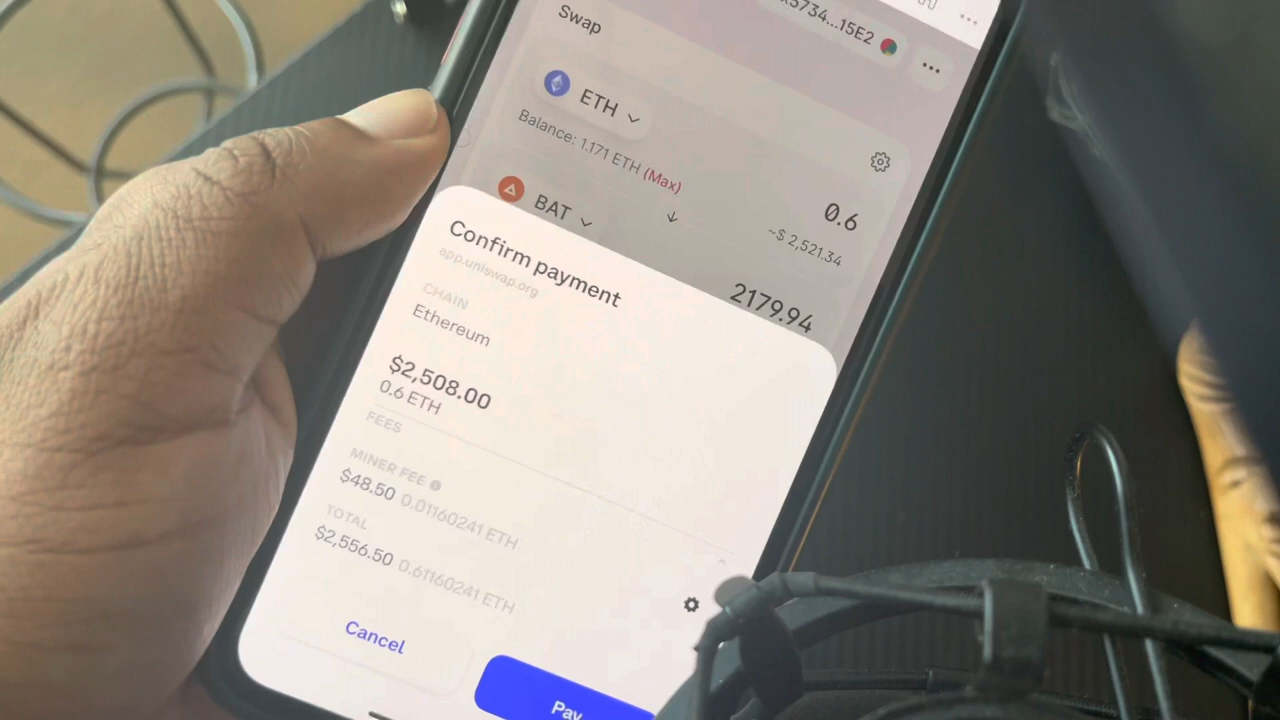 5734...15E2
Swap
ETH
Balance: 1.171 ETH (Max)
0.6
~$ 2,521.34
BAT
2179.94
Confirm payment
app.uniswap.org
CHAIN
Ethereum
$2,508.00
0.6 ETH
FEES
MINER FEE
$48.50 0.01160241 ETH
TOTAL
$2,556.50 0.61160241 ETH
Cancel
Pay